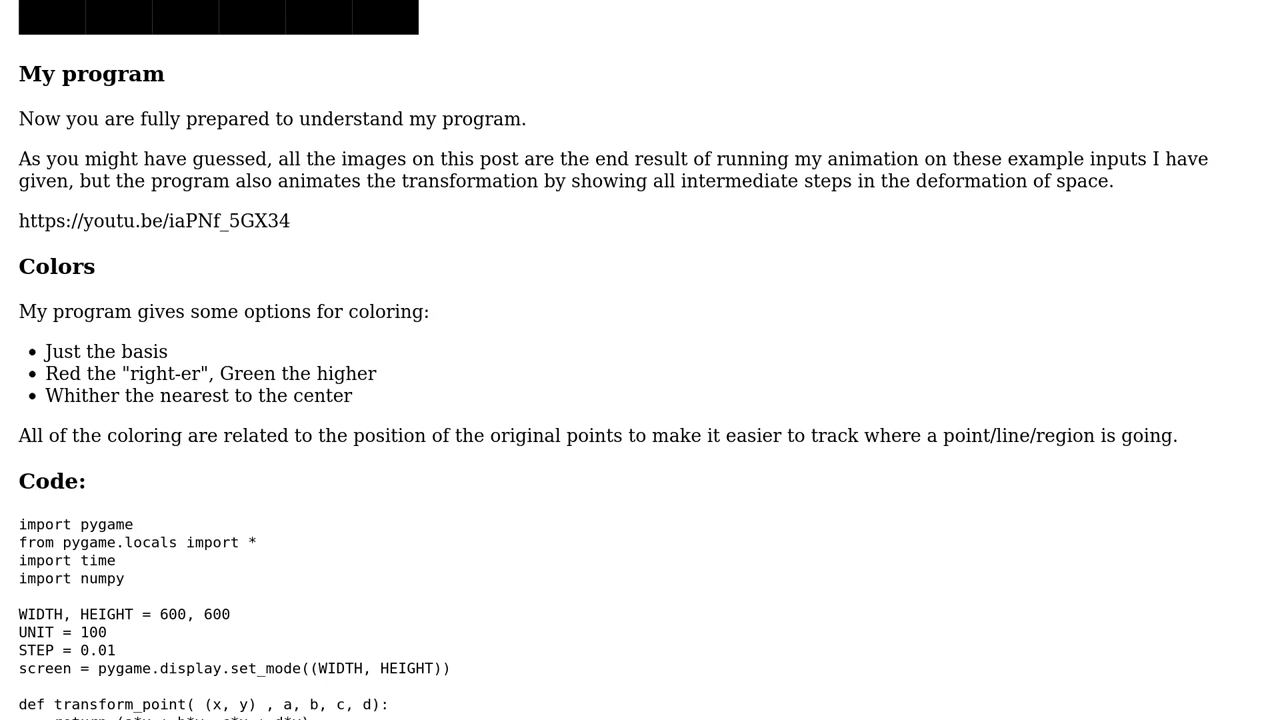 My program
Now you are fully prepared to understand my program.
As you might have guessed, all the images on this post are the end result of running my animation on these example inputs I have
given, but the program also animates the transformation by showing all intermediate steps in the deformation of space.
https://youtu.be/iaPNf_5GX34
Colors
My program gives some options for coloring:
• Just the basis
• Red the "right-er", Green the higher
• Whither the nearest to the center
All of the coloring are related to the position of the original points to make it easier to track where a point/line/region is going.
Code:
import pygame
from pygame.locals import *
import time
import numpy
WIDTH, HEIGHT = 600, 600
UNIT = 100
STEP = 0.01
screen = pygame.display.set_mode((WIDTH, HEIGHT))
def transform_point( (x, y) , a, b, c, d):